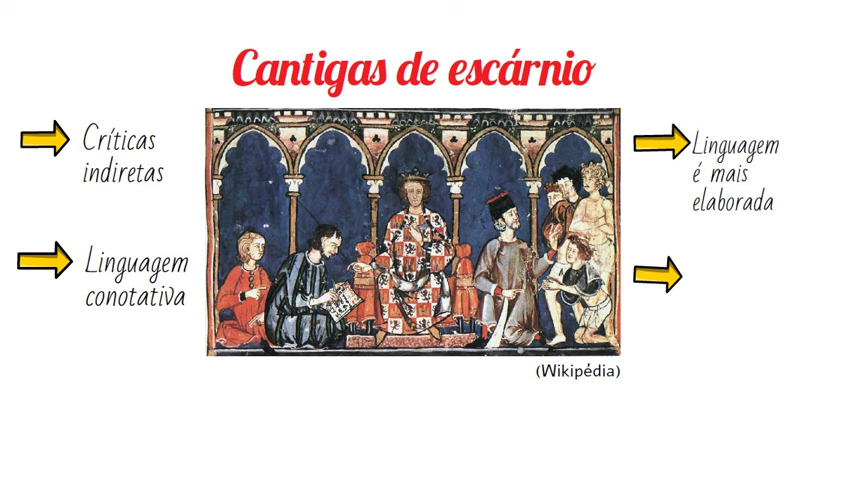 Cantigas de escárnio
Críticas
indiretas
Linguagem
conotativa
Linguagem
é mais
elaborada
(Wikipédia)